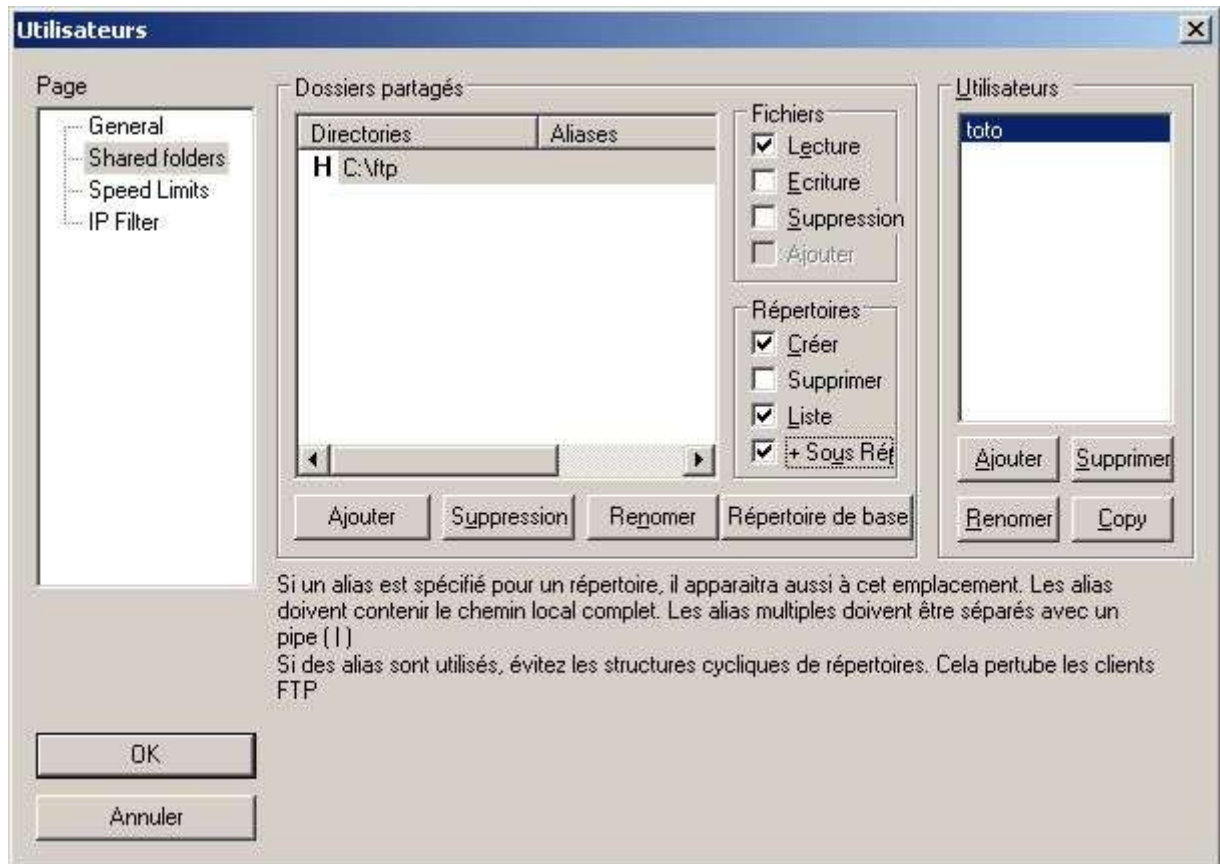 Utilisateurs
Page
General
Shared folders
Speed Limits
IP Filter
Dossiers partagés
Directories Aliases
H C:\ftp
Fichiers
Lecture
Ecriture
Suppression
Ajouter
Répertoires
Créer
Supprimer
Liste
+ Sous Rép
Ajouter Suppression Renomer Répertoire de base
Utilisateurs
toto
Ajouter Supprimer
Renomer Copy
Si un alias est spécifié pour un répertoire, il apparaitra aussi à cet emplacement. Les alias
doivent contenir le chemin local complet. Les alias multiples doivent être séparés avec un
pipe ( | )
Si des alias sont utilisés, évitez les structures cycliques de répertoires. Cela pertube les clients
FTP
OK
Annuler